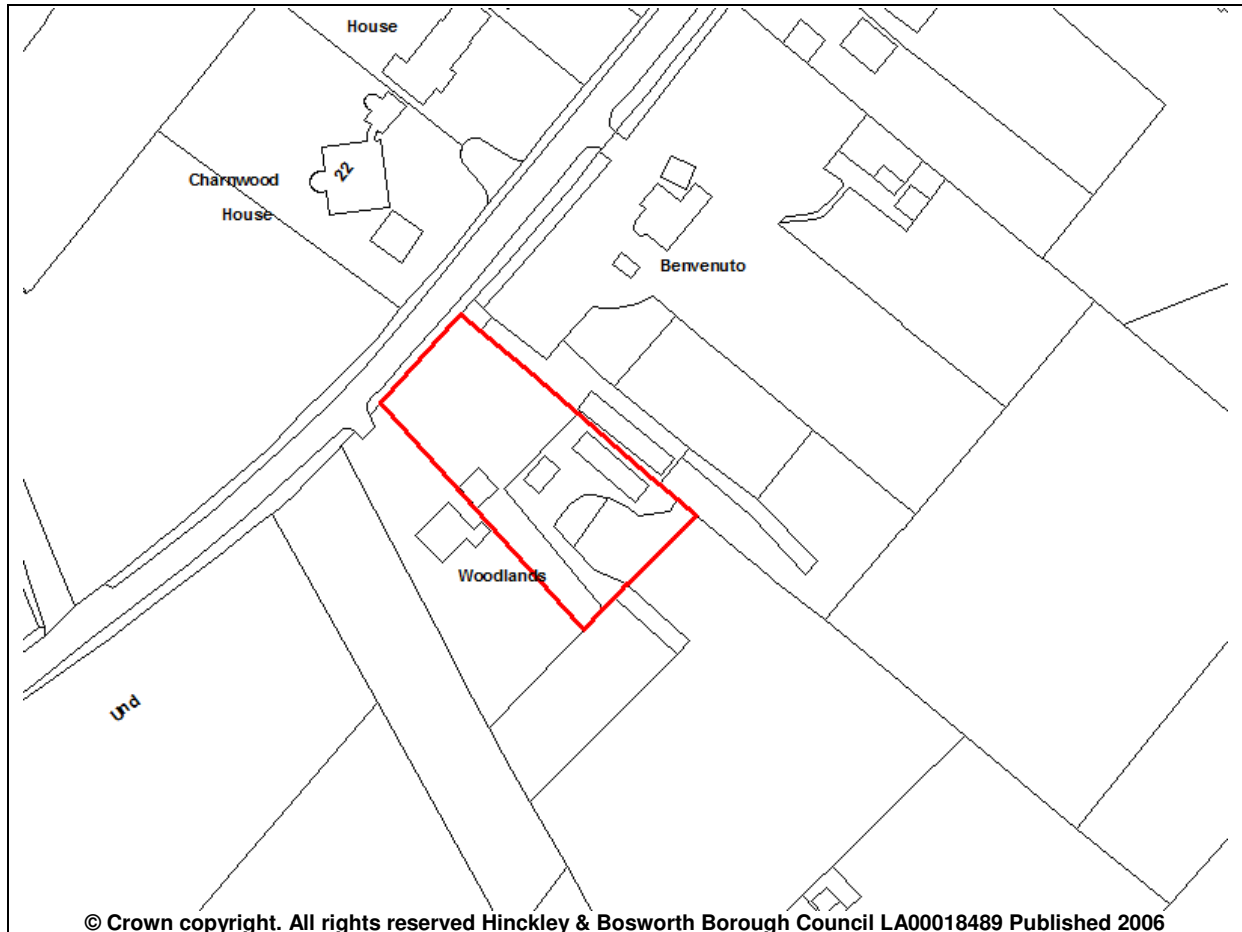 House
Charnwood
House
22
Benvenuto
Woodlands
Und
© Crown copyright. All rights reserved Hinckley & Bosworth Borough Council LA00018489 Published 2006